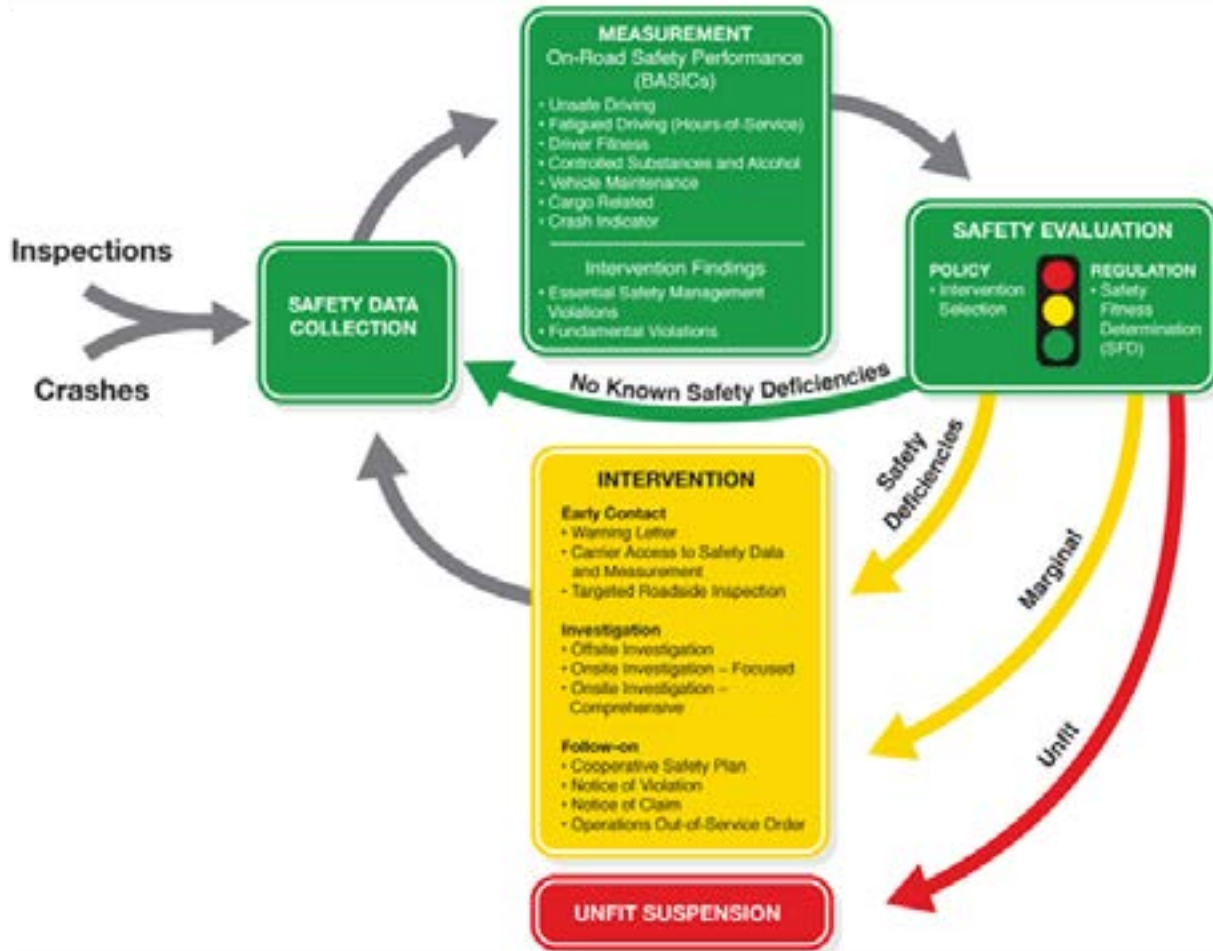 MEASUREMENT
On-Road Safety Performance
(BASICs)
• Unsafe Driving
• Fatigued Driving (Hours-of-Service)
• Driver Fitness
• Controlled Substances and Alcohol
• Vehicle Maintenance
• Cargo Related
• Crash Indicator
Intervention Findings
• Essential Safety Management
Violations
• Fundamental Violations
Inspections
Crashes
SAFETY DATA
COLLECTION
SAFETY EVALUATION
POLICY
• Intervention
Selection
REGULATION
• Safety
Fitness
Determination
(SFD)
No Known Safety Deficiencies
Safety
Deficiencies
Marginal
Unfit
INTERVENTION
Early Contact
• Warning Letter
• Carrier Access to Safety Data
and Measurement
• Targeted Roadside Inspection
Investigation
• Offsite Investigation
• Onsite Investigation – Focused
• Onsite Investigation –
Comprehensive
Follow-on
• Cooperative Safety Plan
• Notice of Violation
• Notice of Claim
• Operations Out-of-Service Order
UNFIT SUSPENSION